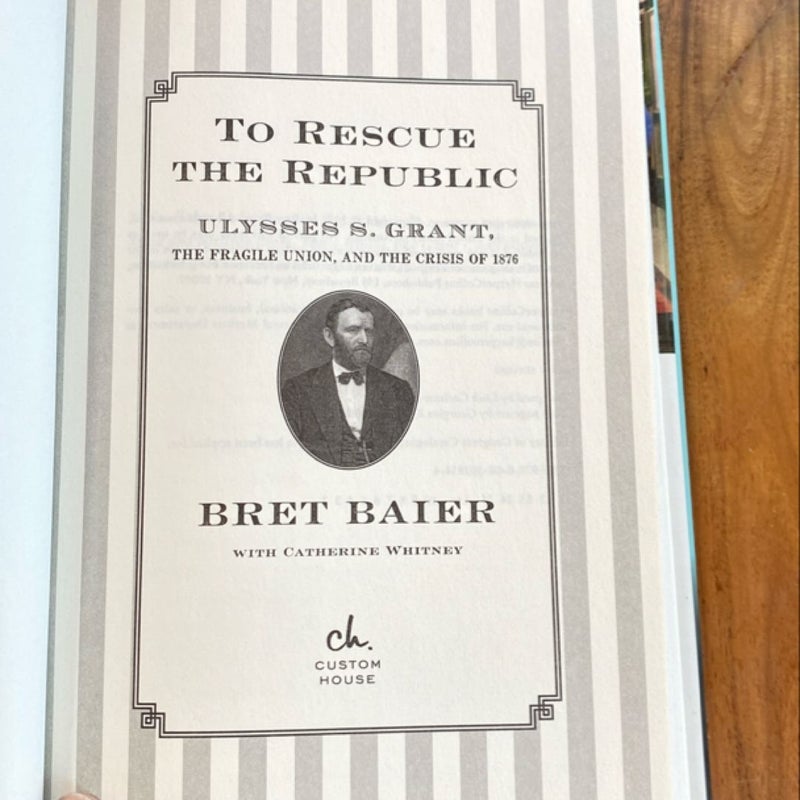 TO RESCUE
THE REPUBLIC
ULYSSES S. GRANT,
THE FRAGILE UNION, AND THE CRISIS OF 1876
BRET BAIER
WITH CATHERINE WHITNEY
ch.
CUSTOM
HOUSE